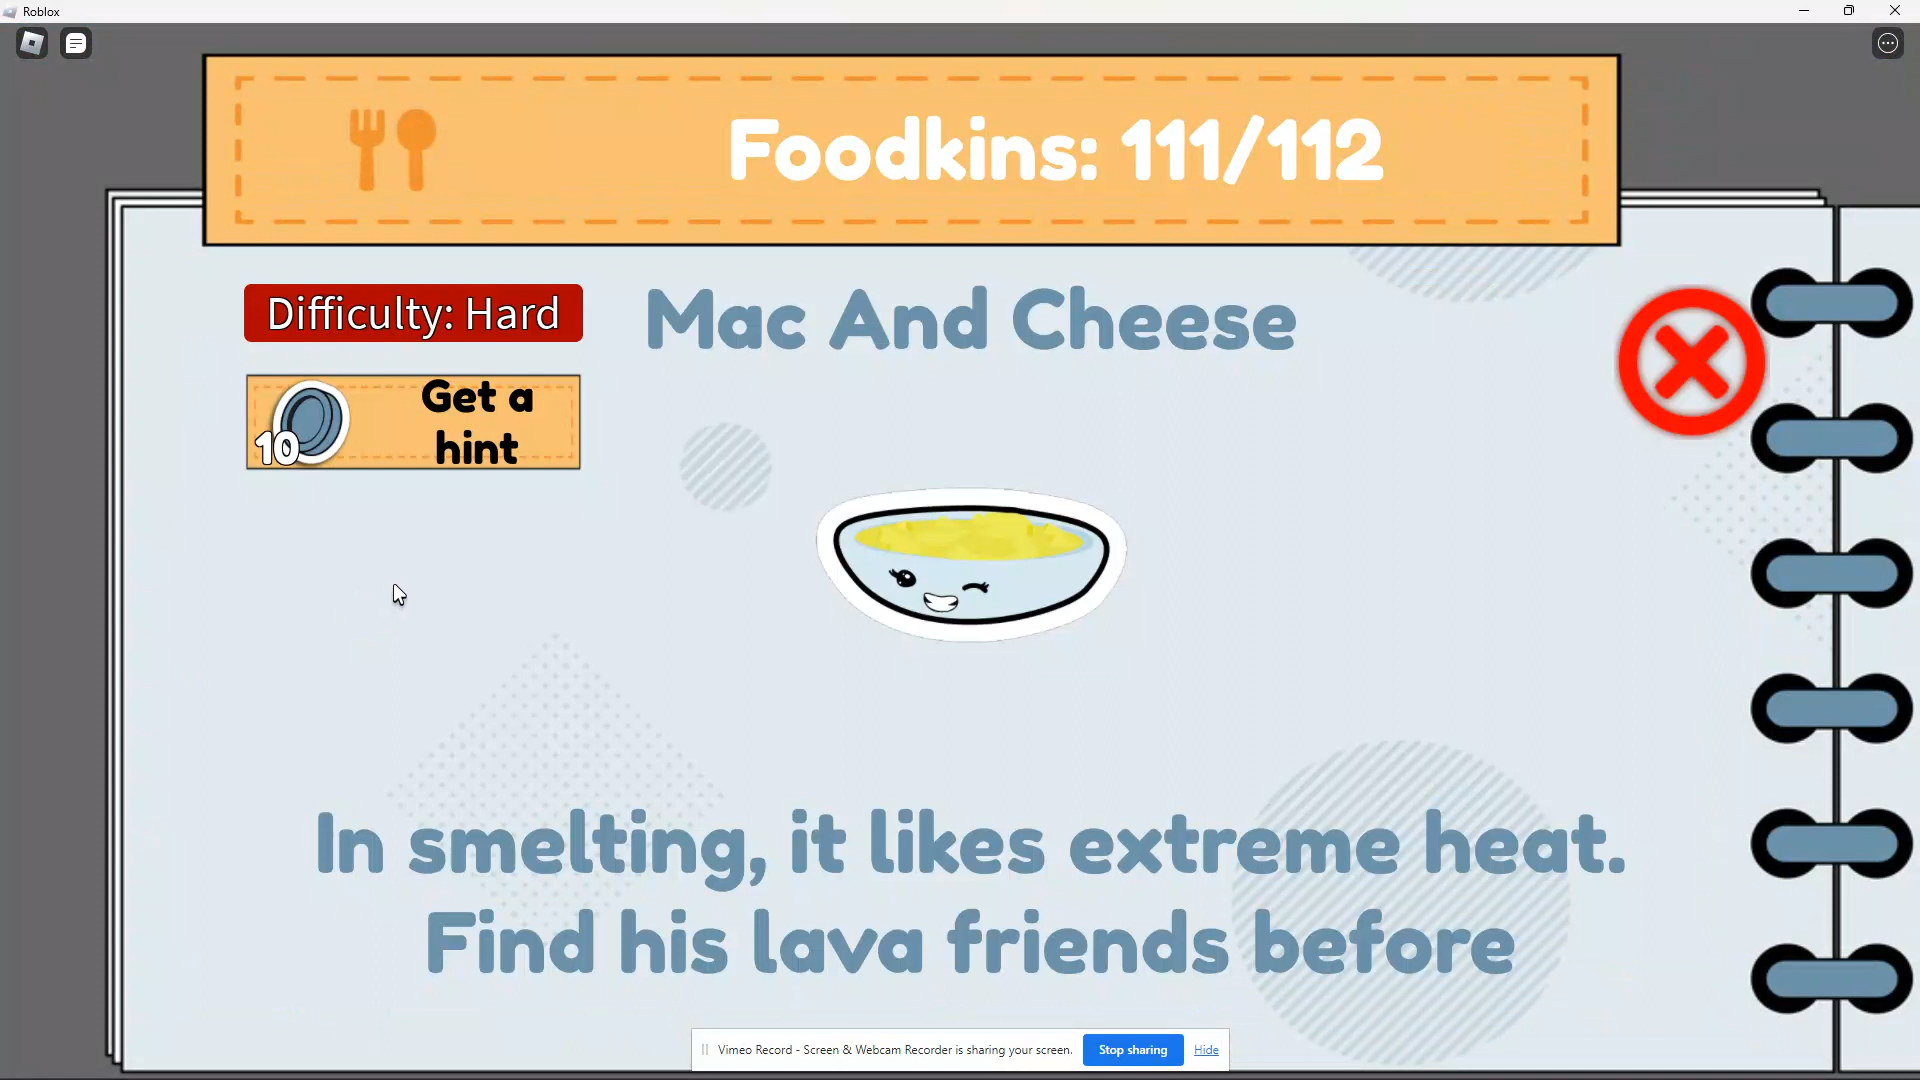 Roblox
Foodkins: 111/112
Difficulty: Hard
Mac And Cheese
Get a
hint
10
In smelting, it likes extreme heat.
Find his lava friends before
Vimeo Record - Screen & Webcam Recorder is sharing your screen.
Stop sharing
Hide